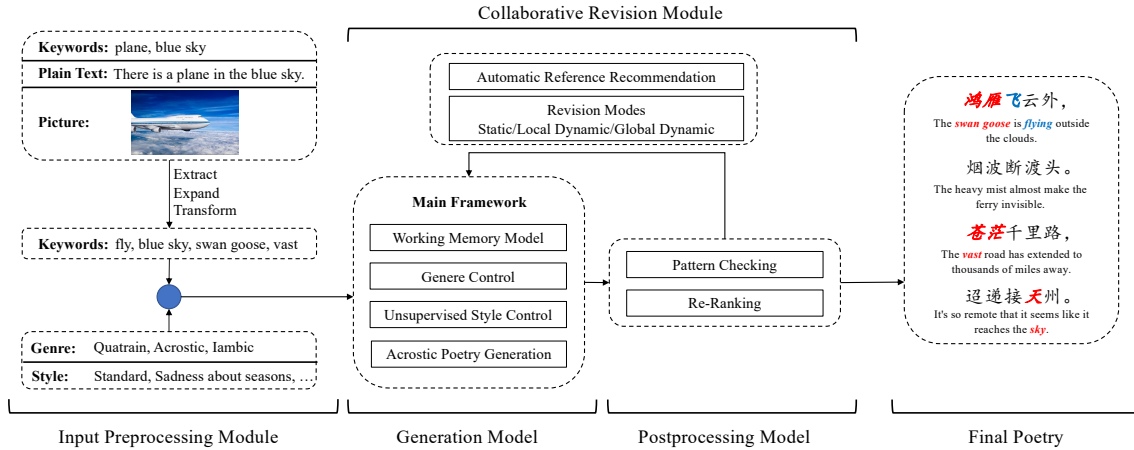 Collaborative Revision Module
Keywords: plane, blue sky
Plain Text: There is a plane in the blue sky.
Picture:
Extract
Expand
Transform
Keywords: fly, blue sky, swan goose, vast
Genre: Quatrain, Acrostic, Iambic
Style: Standard, Sadness about seasons, …
Automatic Reference Recommendation
Revision Modes
Static/Local Dynamic/Global Dynamic
Main Framework
Working Memory Model
Genere Control
Unsupervised Style Control
Acrostic Poetry Generation
Pattern Checking
Re-Ranking
鸿雁飞云外，
The swan goose is flying outside
the clouds.
烟波断渡头。
The heavy mist almost make the
ferry invisible.
苍茫千里路，
The vast road has extended to
thousands of miles away.
迢递接天州。
It's so remote that it seems like it
reaches the sky.
Input Preprocessing Module
Generation Model
Postprocessing Model
Final Poetry